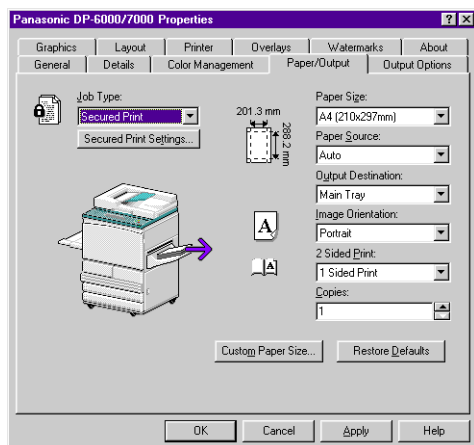 Panasonic DP-6000/7000 Properties
Graphics Layout Printer Overlays Watermarks About
General Details Color Management Paper/Output Output Options
Job Type:
Secured Print
Secured Print Settings...
201.3 mm
288.2 mm
Paper Size:
A4 (210x297mm)
Paper Source:
Auto
Output Destination:
Main Tray
Image Orientation:
Portrait
A
2 Sided Print:
1 Sided Print
A
Copies:
1
Custom Paper Size... Restore Defaults
OK Cancel Apply Help